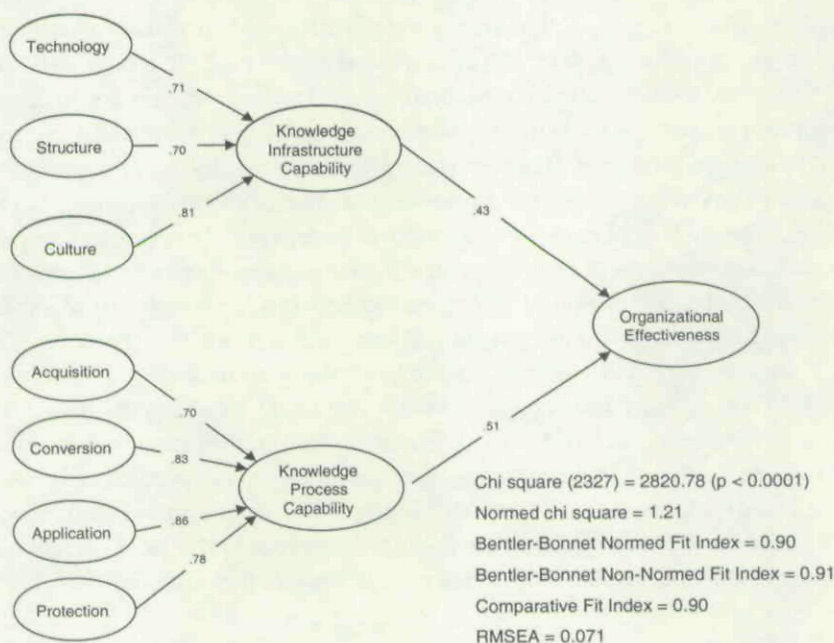 Technology
.71
Structure
.70
Knowledge
Infrastructure
Capability
.81
Culture
.43
Organizational
Effectiveness
Acquisition
.70
.51
Conversion
.83
Knowledge
Process
Capability
Application
.86
.78
Protection
Chi square (2327) = 2820.78 (p < 0.0001)
Normed chi square = 1.21
Bentler-Bonnet Normed Fit Index = 0.90
Bentler-Bonnet Non-Normed Fit Index = 0.91
Comparative Fit Index = 0.90
RMSEA = 0.071